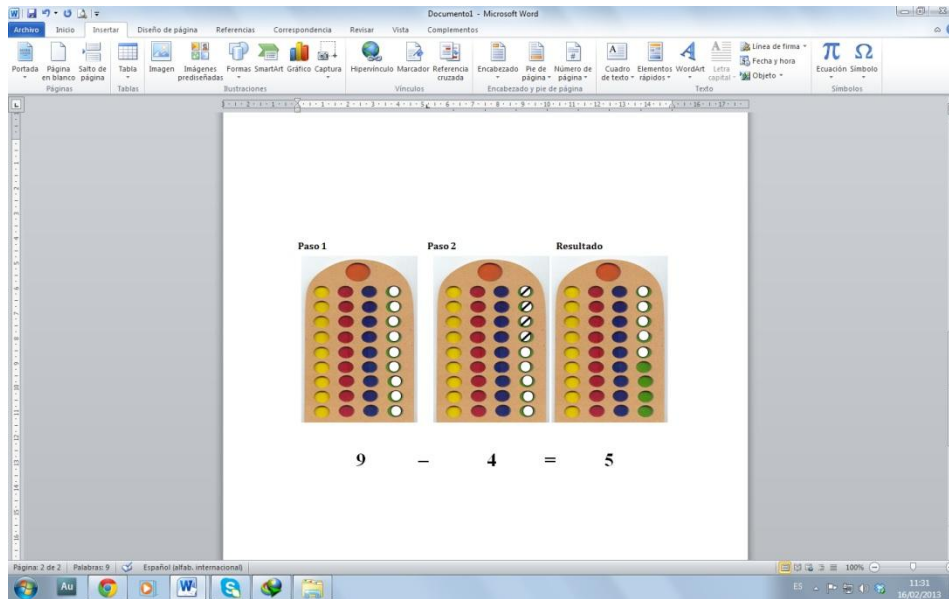 Documento1 - Microsoft Word
Archivo Inicio Insertar Diseño de página Referencias Correspondencia Revisar Vista Complementos
Portada Página en blanco Salto de página Tabla Imagen Imágenes prediseñadas Formas SmartArt Gráfico Captura Hipervínculo Marcador Referencia cruzada Encabezado Pie de página Número de página Cuadro de texto Elementos rápidos WordArt Letra capital Línea de firma Fecha y hora Objeto Ecuación Símbolo
Páginas Tablas Ilustraciones Vínculos Encabezado y pie de página Texto Símbolos
Paso 1 Paso 2 Resultado
9 – 4 = 5
Página: 2 de 2 Palabras: 9 Español (alfab. internacional) 100%
Au W S ES 11:31
16/02/2013